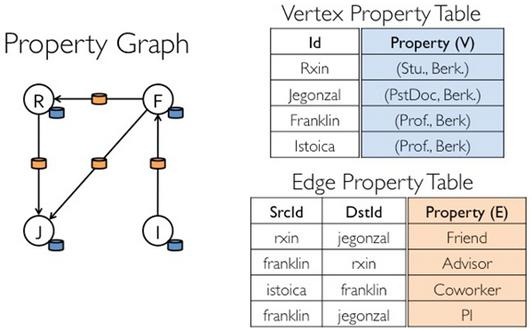 Property Graph
R
F
J
I
Vertex Property Table
Id Property (V)
Rxin (Stu., Berk.)
Jegonzal (PstDoc, Berk.)
Franklin (Prof., Berk)
Istoica (Prof., Berk)
Edge Property Table
SrcId DstId Property (E)
rxin jegonzal Friend
franklin rxin Advisor
istoica franklin Coworker
franklin jegonzal PI